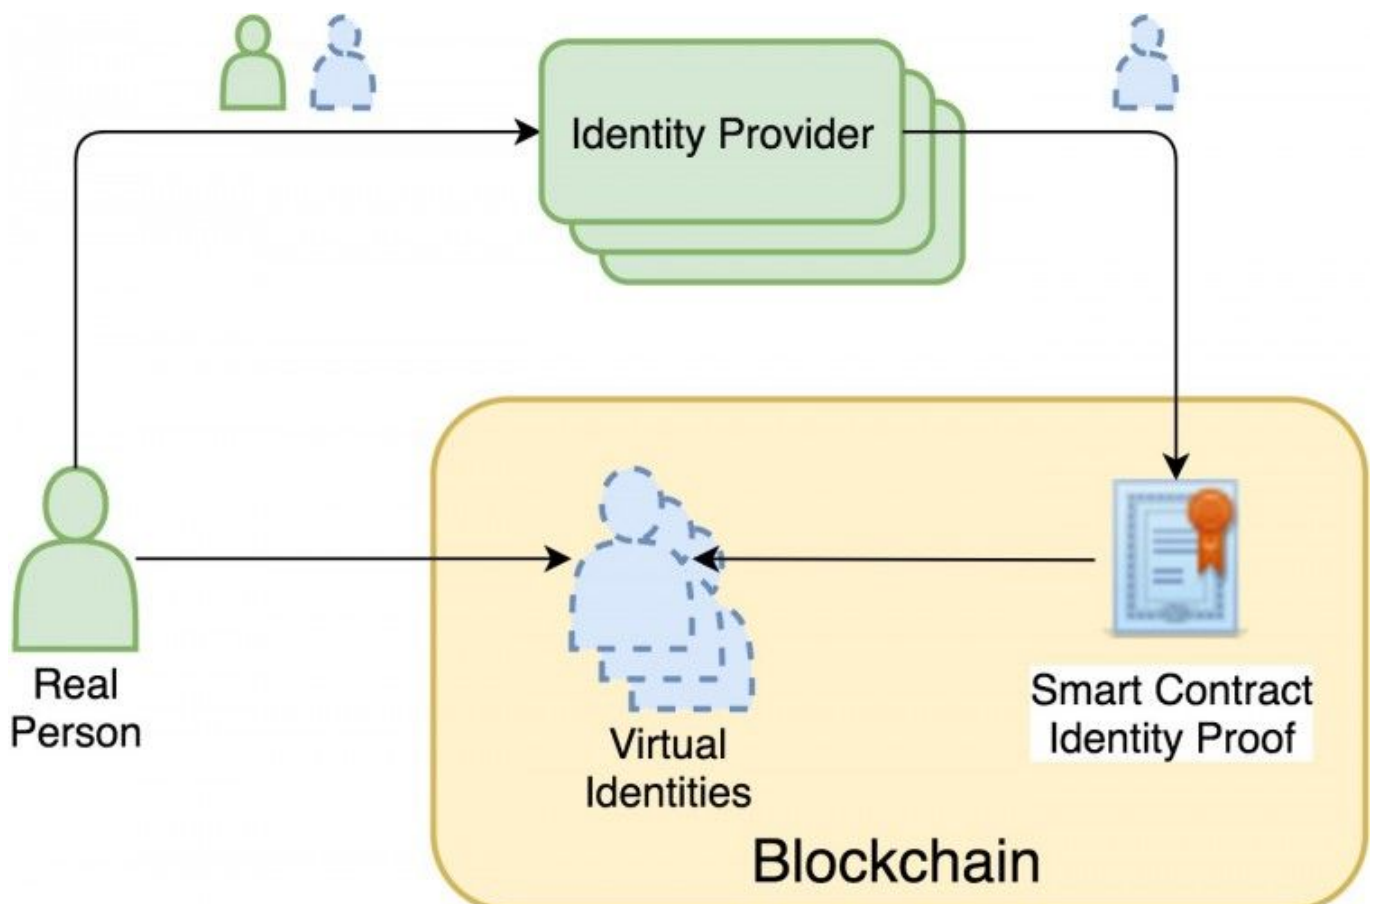 Identity Provider
Real
Person
Virtual
Identities
Smart Contract
Identity Proof
Blockchain